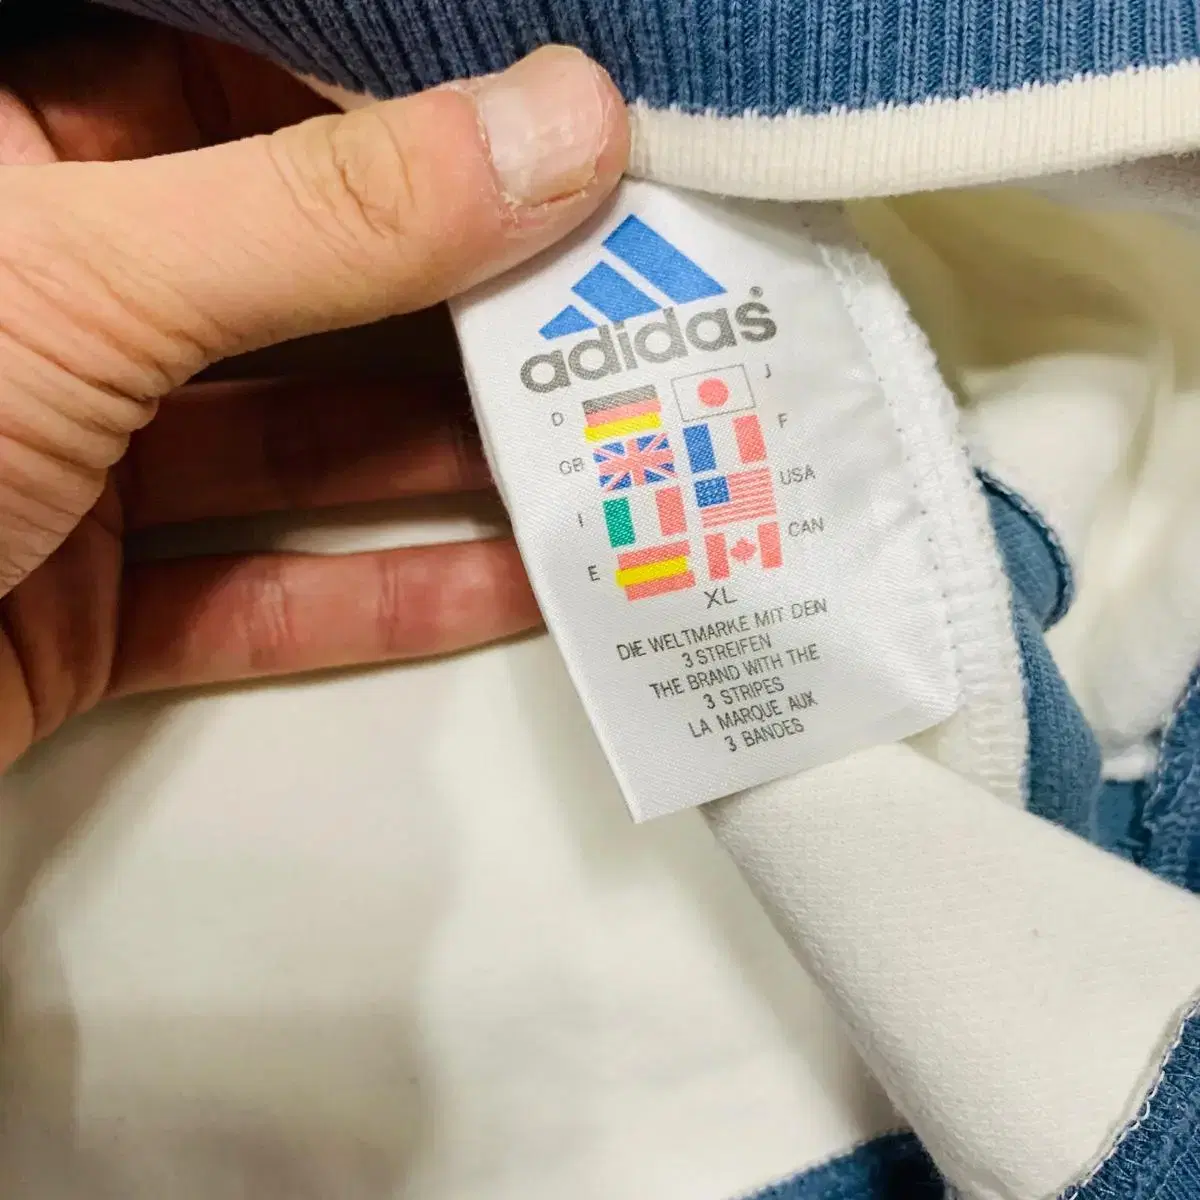 adidas®
D
J
GB
F
I
USA
E
CAN
XL
DIE WELTMARKE MIT DEN
3 STREIFEN
THE BRAND WITH THE
3 STRIPES
LA MARQUE AUX
3 BANDES